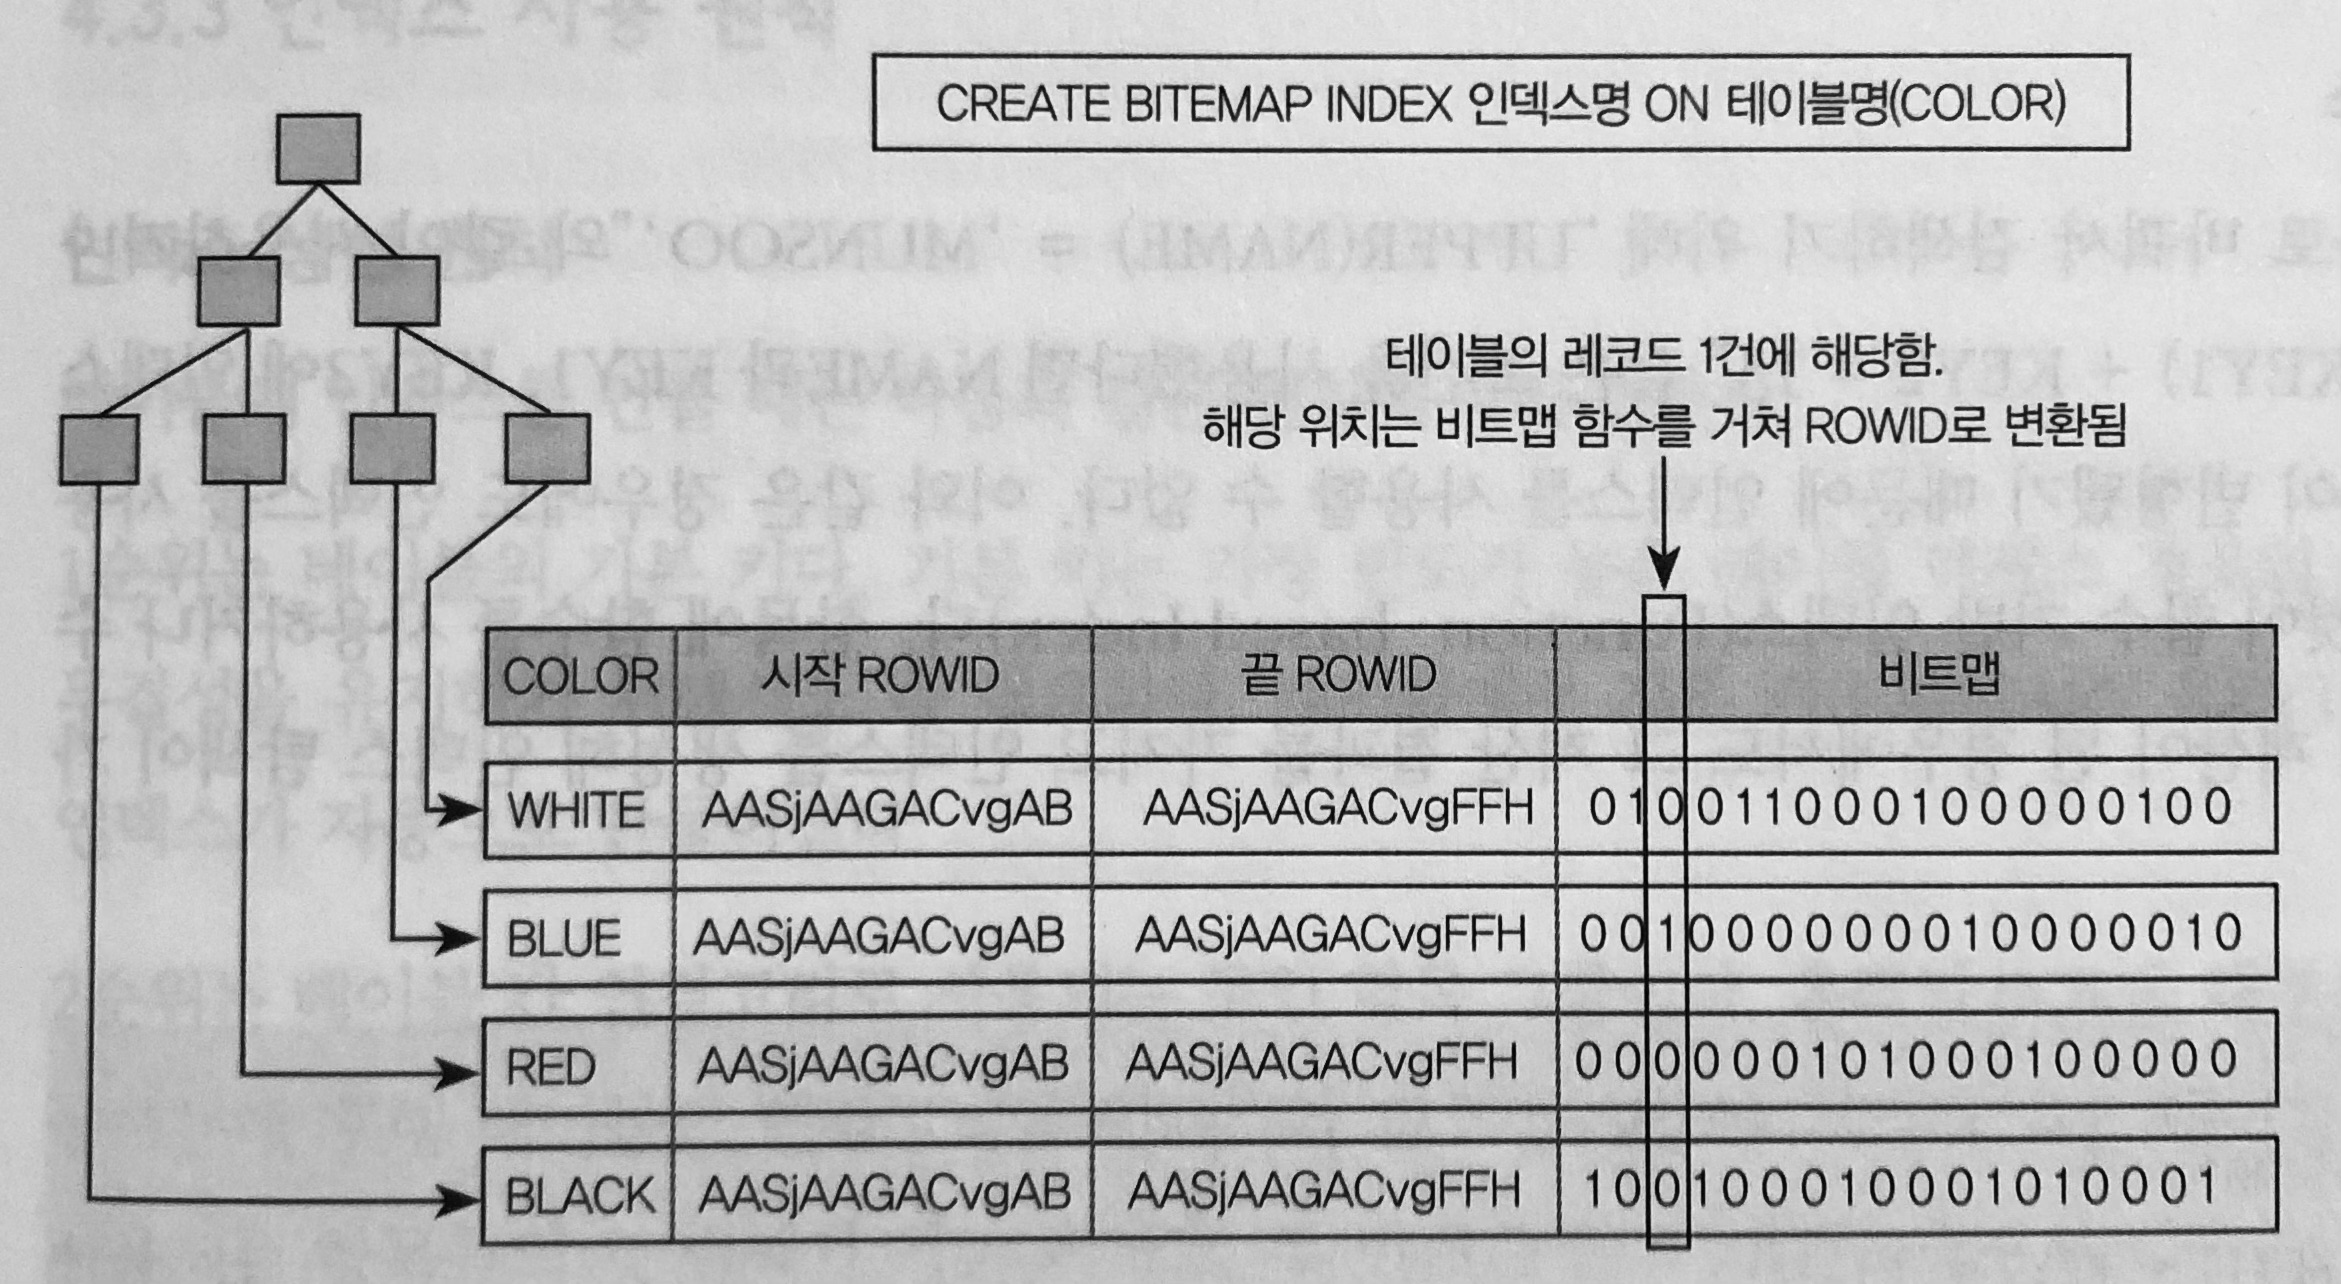 CREATE BITEMAP INDEX 인덱스명 ON 테이블명(COLOR)
테이블의 레코드 1건에 해당함.
해당 위치는 비트맵 함수를 거쳐 ROWID로 변환됨
COLOR 시작 ROWID 끝 ROWID 비트맵
WHITE AASjAAGACvgAB AASjAAGACvgFFH 0 1 0 0 1 1 0 0 0 1 0 0 0 0 0 1 0 0
BLUE AASjAAGACvgAB AASjAAGACvgFFH 0 0 1 0 0 0 0 0 0 0 1 0 0 0 0 0 1 0
RED AASjAAGACvgAB AASjAAGACvgFFH 0 0 0 0 0 0 1 0 1 0 0 0 1 0 0 0 0 0
BLACK AASjAAGACvgAB AASjAAGACvgFFH 1 0 0 1 0 0 0 1 0 0 0 1 0 1 0 0 0 1